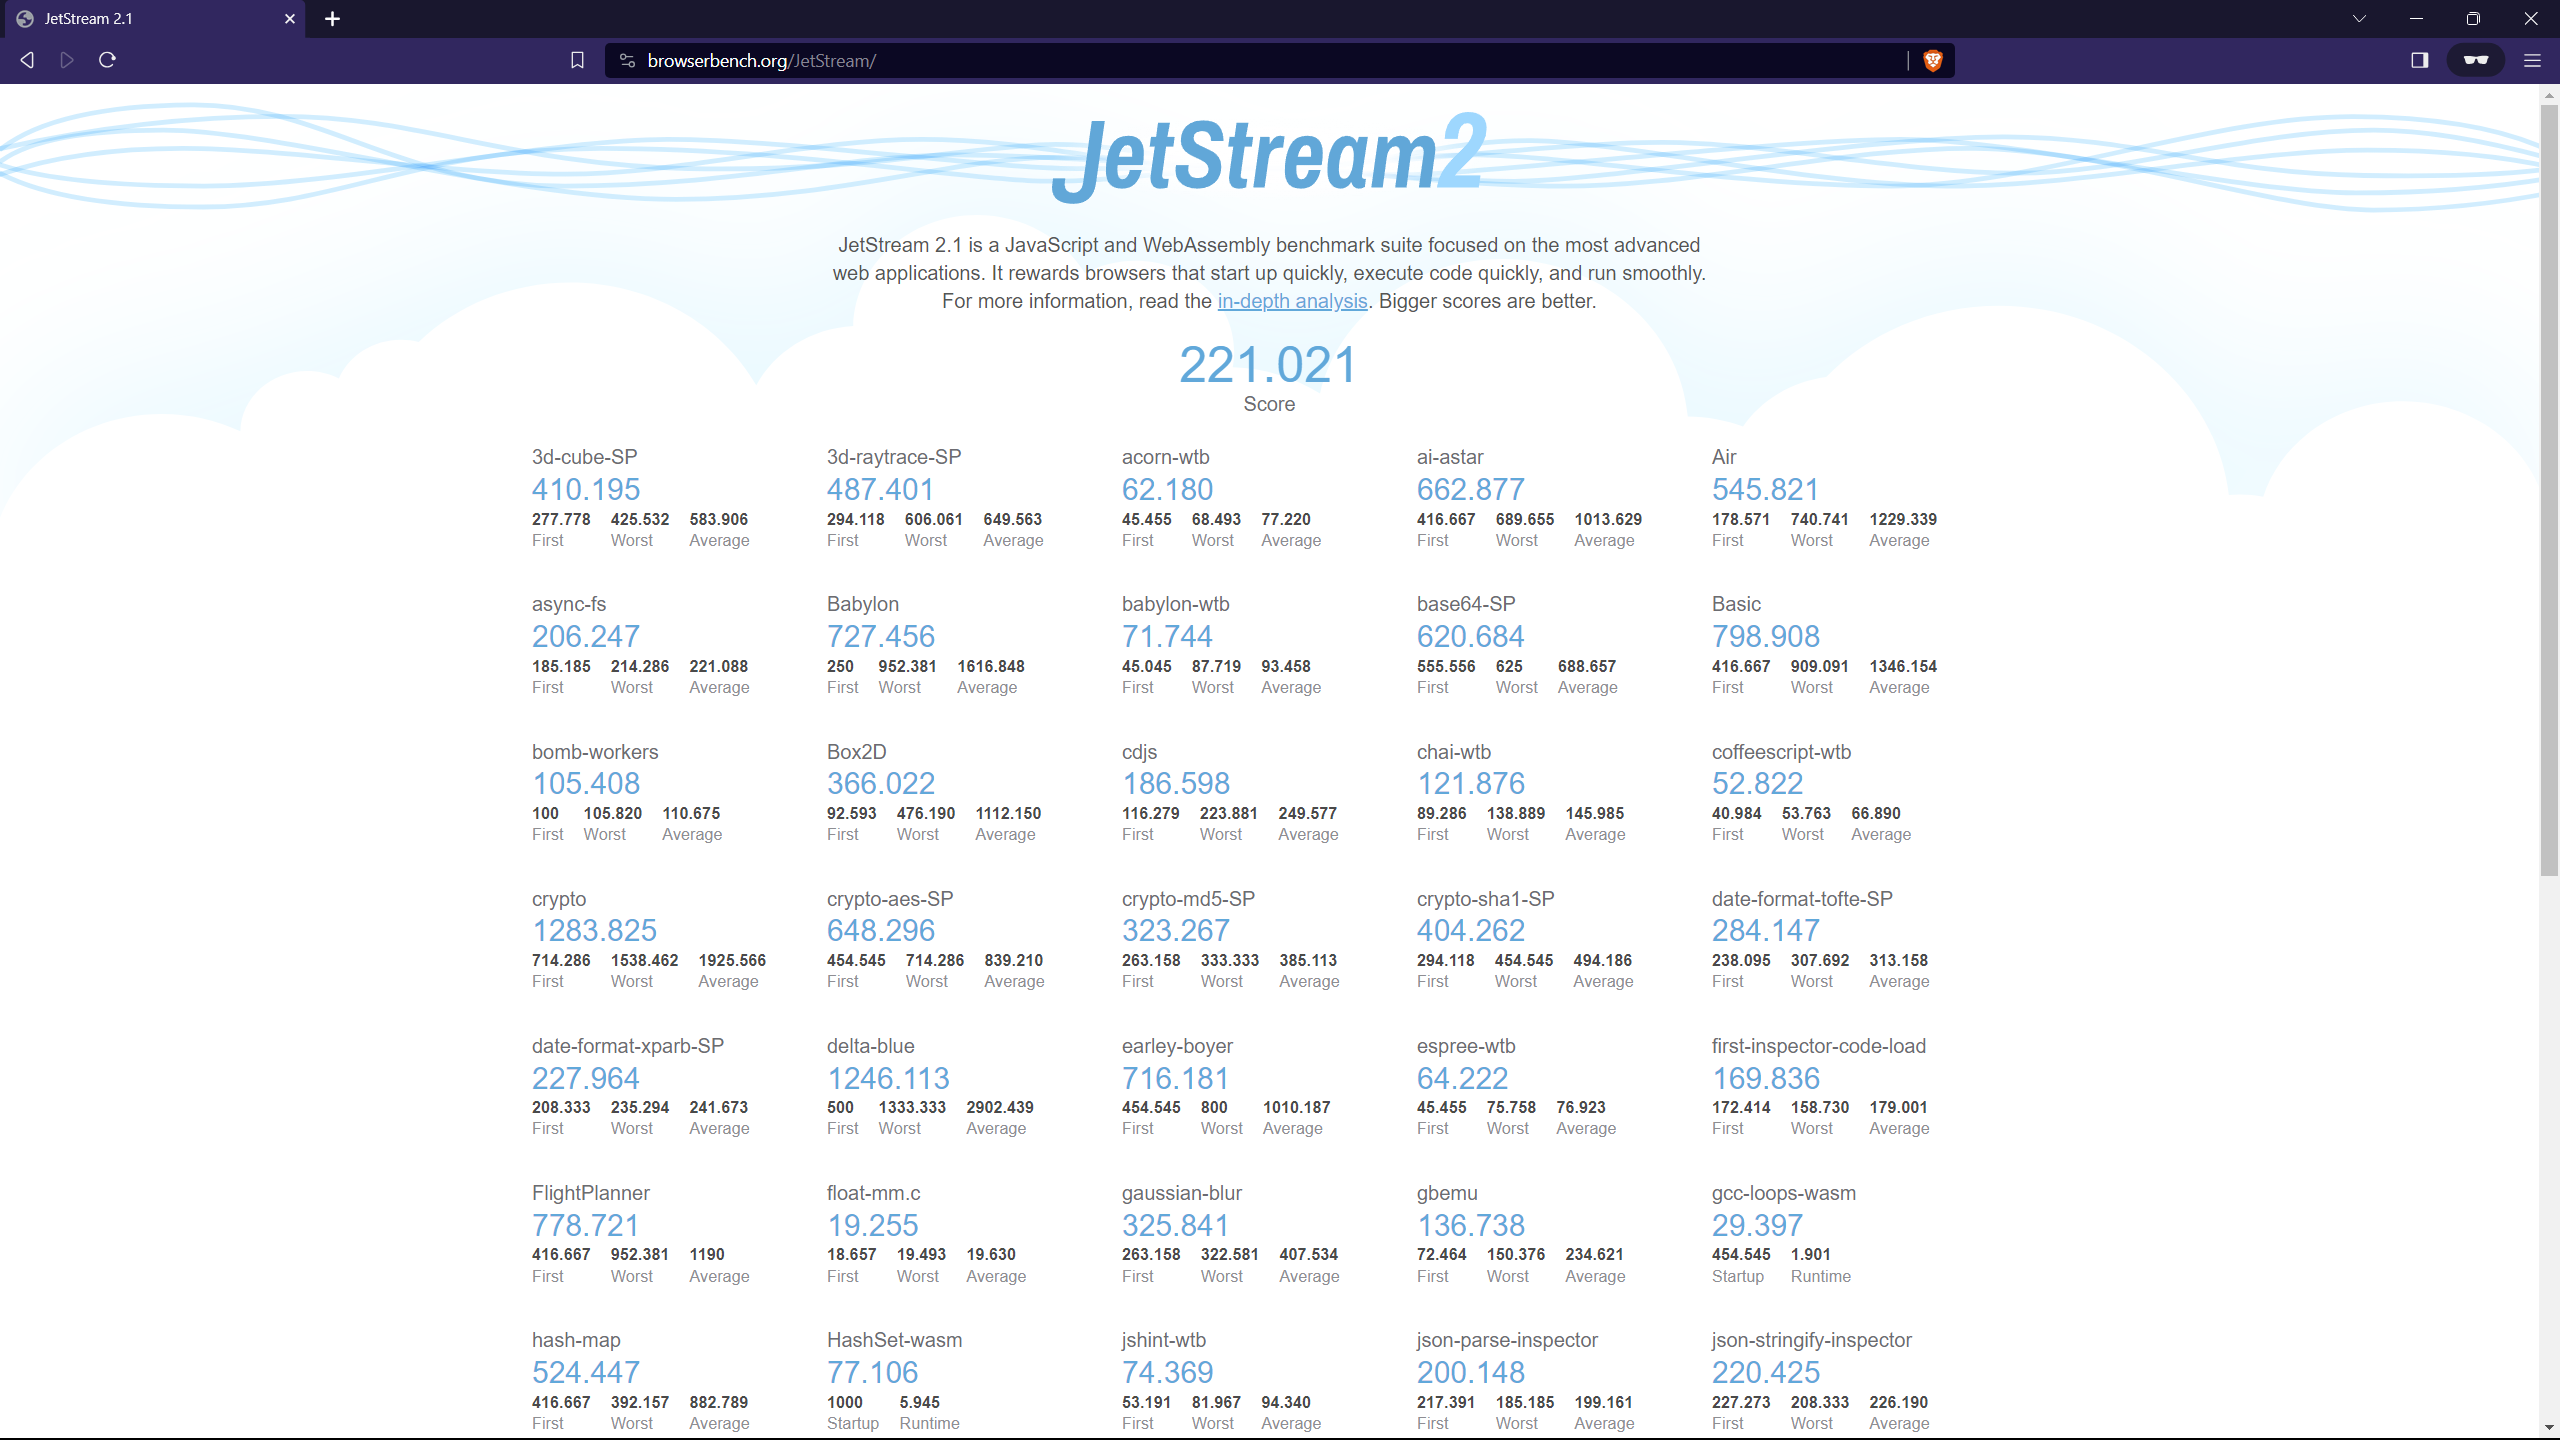 JetStream 2.1
browserbench.org/JetStream/
JetStream2
JetStream 2.1 is a JavaScript and WebAssembly benchmark suite focused on the most advanced
web applications. It rewards browsers that start up quickly, execute code quickly, and run smoothly.
For more information, read the in-depth analysis. Bigger scores are better.
221.021
Score
3d-cube-SP 3d-raytrace-SP acorn-wtb ai-astar Air
410.195 487.401 62.180 662.877 545.821
277.778 425.532 583.906 294.118 606.061 649.563 45.455 68.493 77.220 416.667 689.655 1013.629 178.571 740.741 1229.339
First Worst Average First Worst Average First Worst Average First Worst Average First Worst Average
async-fs Babylon babylon-wtb base64-SP Basic
206.247 727.456 71.744 620.684 798.908
185.185 214.286 221.088 250 952.381 1616.848 45.045 87.719 93.458 555.556 625 688.657 416.667 909.091 1346.154
First Worst Average First Worst Average First Worst Average First Worst Average First Worst Average
bomb-workers Box2D cdjs chai-wtb coffeescript-wtb
105.408 366.022 186.598 121.876 52.822
100 105.820 110.675 92.593 476.190 1112.150 116.279 223.881 249.577 89.286 138.889 145.985 40.984 53.763 66.890
First Worst Average First Worst Average First Worst Average First Worst Average First Worst Average
crypto crypto-aes-SP crypto-md5-SP crypto-sha1-SP date-format-tofte-SP
1283.825 648.296 323.267 404.262 284.147
714.286 1538.462 1925.566 454.545 714.286 839.210 263.158 333.333 385.113 294.118 454.545 494.186 238.095 307.692 313.158
First Worst Average First Worst Average First Worst Average First Worst Average First Worst Average
date-format-xparb-SP delta-blue earley-boyer espree-wtb first-inspector-code-load
227.964 1246.113 716.181 64.222 169.836
208.333 235.294 241.673 500 1333.333 2902.439 454.545 800 1010.187 45.455 75.758 76.923 172.414 158.730 179.001
First Worst Average First Worst Average First Worst Average First Worst Average First Worst Average
FlightPlanner float-mm.c gaussian-blur gbemu gcc-loops-wasm
778.721 19.255 325.841 136.738 29.397
416.667 952.381 1190 18.657 19.493 19.630 263.158 322.581 407.534 72.464 150.376 234.621 454.545 1.901
First Worst Average First Worst Average First Worst Average First Worst Average Startup Runtime
hash-map HashSet-wasm jshint-wtb json-parse-inspector json-stringify-inspector
524.447 77.106 74.369 200.148 220.425
416.667 392.157 882.789 1000 5.945 53.191 81.967 94.340 217.391 185.185 199.161 227.273 208.333 226.190
First Worst Average Startup Runtime First Worst Average First Worst Average First Worst Average